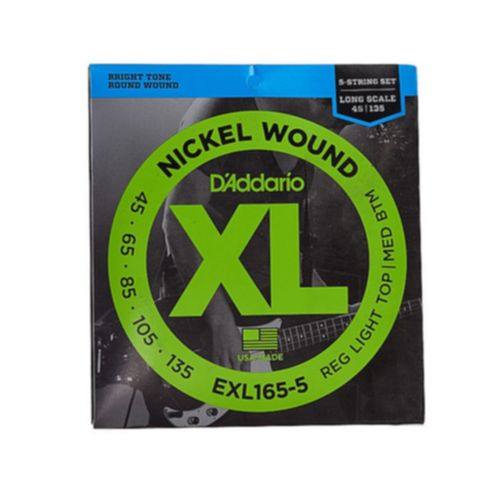 BRIGHT TONE
ROUND WOUND
5-STRING SET
LONG SCALE
45 | 135
NICKEL WOUND
D'Addario
XL
45 · 65 · 85 · 105 · 135
REG LIGHT TOP | MED BTM
USA MADE
EXL165-5